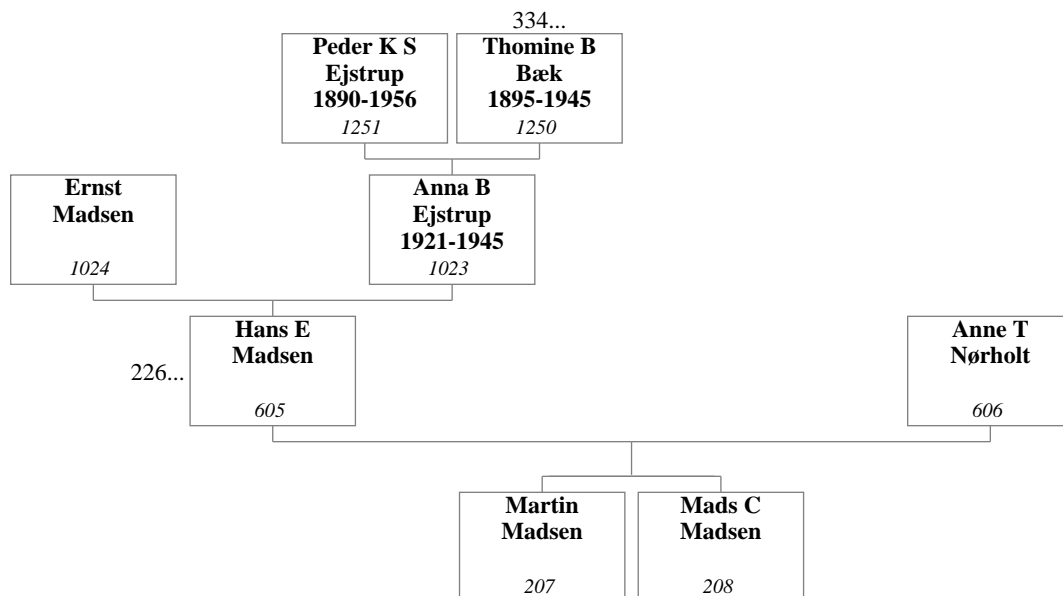 334...
Peder K S
Ejstrup
1890-1956
1251
Thomine B
Bæk
1895-1945
1250
Ernst
Madsen
1024
Anna B
Ejstrup
1921-1945
1023
226...
Hans E
Madsen
605
Anne T
Nørholt
606
Martin
Madsen
207
Mads C
Madsen
208